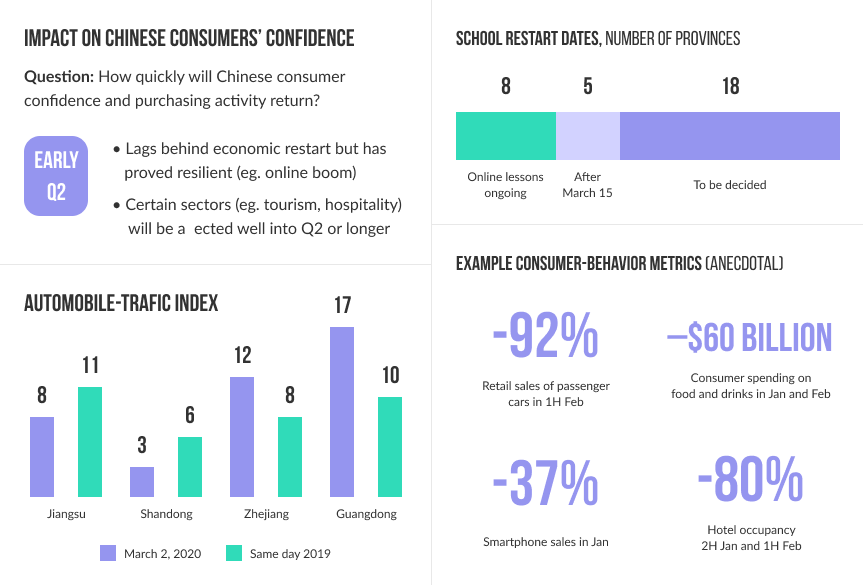 IMPACT ON CHINESE CONSUMERS’ CONFIDENCE
Question: How quickly will Chinese consumer
confidence and purchasing activity return?
EARLY
Q2
• Lags behind economic restart but has
proved resilient (eg. online boom)
• Certain sectors (eg. tourism, hospitality)
will be a  ected well into Q2 or longer
AUTOMOBILE-TRAFIC INDEX
8
11
3
6
12
8
17
10
Jiangsu
Shandong
Zhejiang
Guangdong
March 2, 2020
Same day 2019
SCHOOL RESTART DATES, NUMBER OF PROVINCES
8
5
18
Online lessons
ongoing
After
March 15
To be decided
EXAMPLE CONSUMER-BEHAVIOR METRICS (ANECDOTAL)
-92%
Retail sales of passenger
cars in 1H Feb
–$60 BILLION
Consumer spending on
food and drinks in Jan and Feb
-37%
Smartphone sales in Jan
-80%
Hotel occupancy
2H Jan and 1H Feb